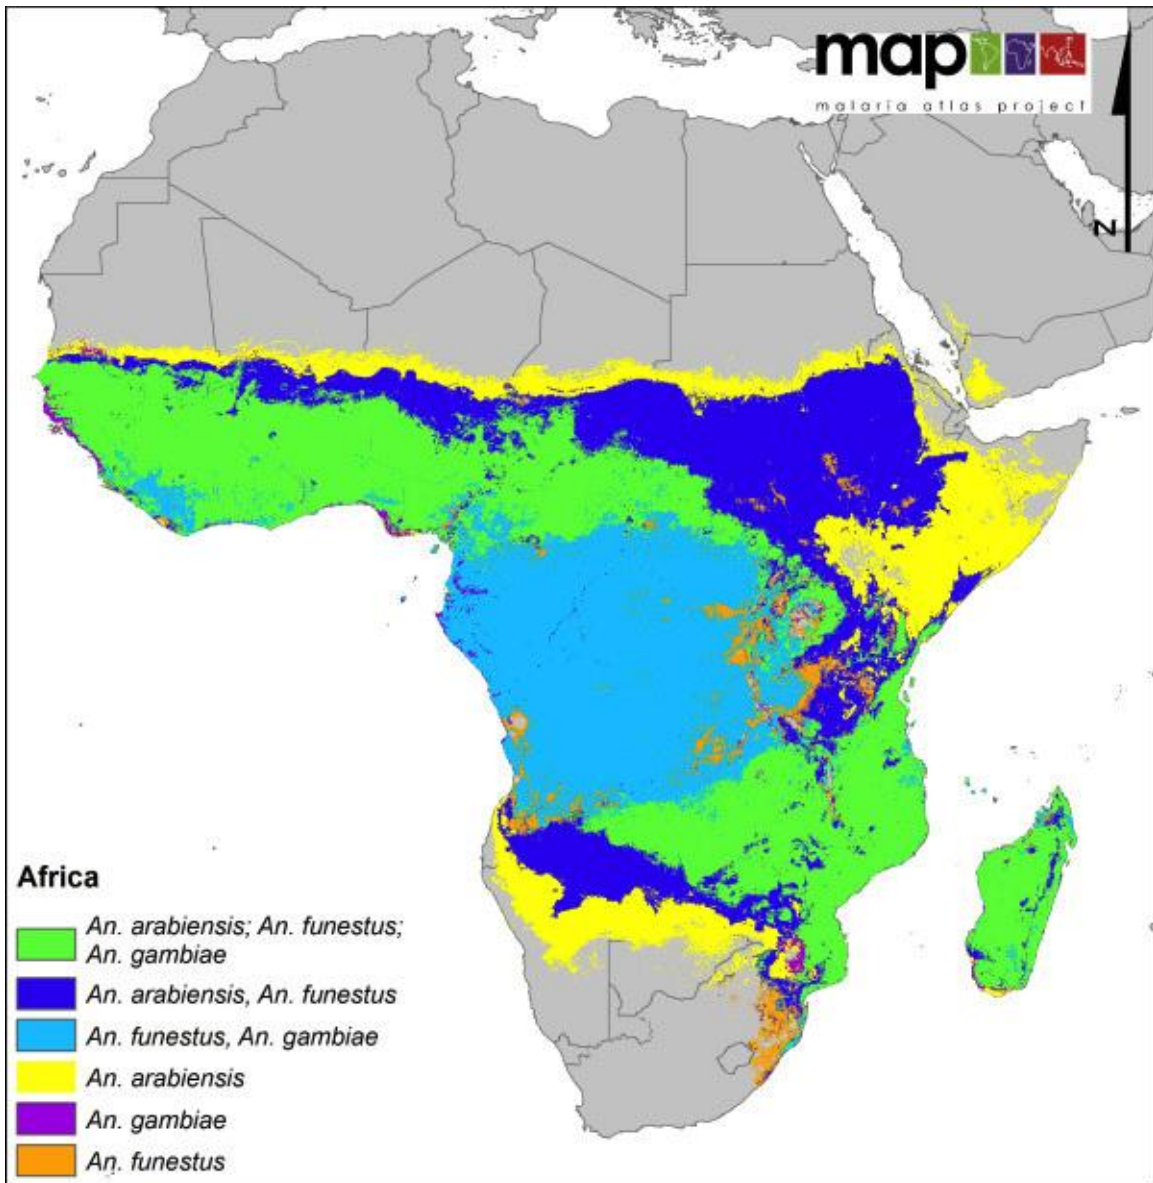 map
malaria atlas project
N
Africa
An. arabiensis; An. funestus;
An. gambiae
An. arabiensis, An. funestus
An. funestus, An. gambiae
An. arabiensis
An. gambiae
An. funestus